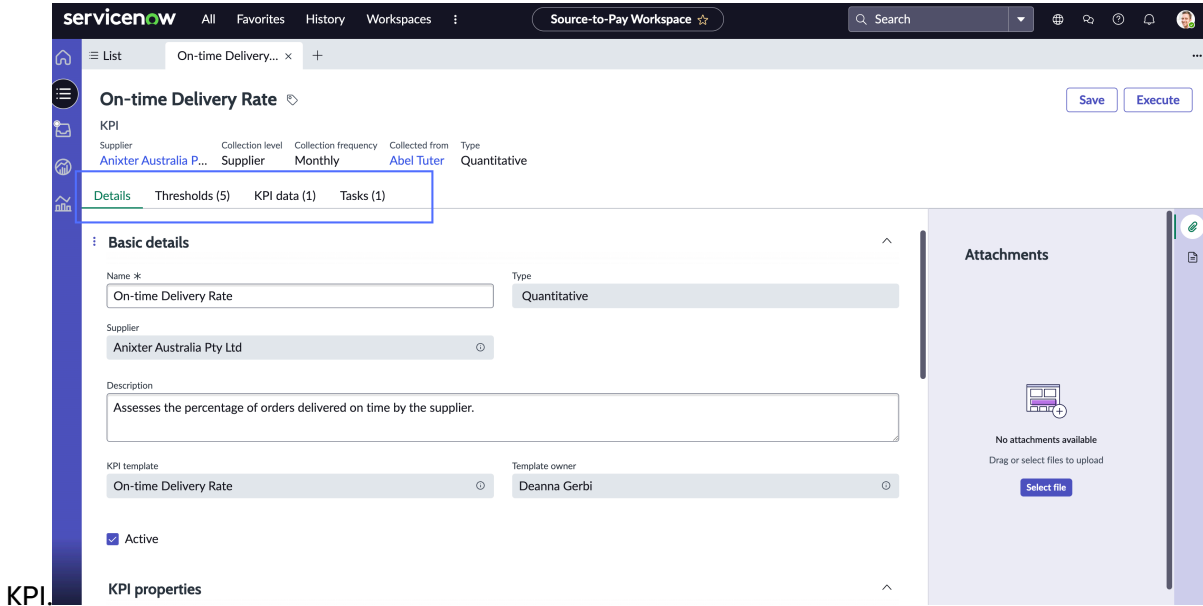 servicenow All Favorites History Workspaces Source-to-Pay Workspace Search
List On-time Delivery...
On-time Delivery Rate
Save Execute
KPI
Supplier Collection level Collection frequency Collected from Type
Anixter Australia P... Supplier Monthly Abel Tuter Quantitative
Details Thresholds (5) KPI data (1) Tasks (1)
Basic details
Attachments
Name *
Type
On-time Delivery Rate
Quantitative
Supplier
Anixter Australia Pty Ltd
Description
Assesses the percentage of orders delivered on time by the supplier.
No attachments available
Drag or select files to upload
Select file
KPI template
Template owner
On-time Delivery Rate
Deanna Gerbi
Active
KPI properties
KPI.